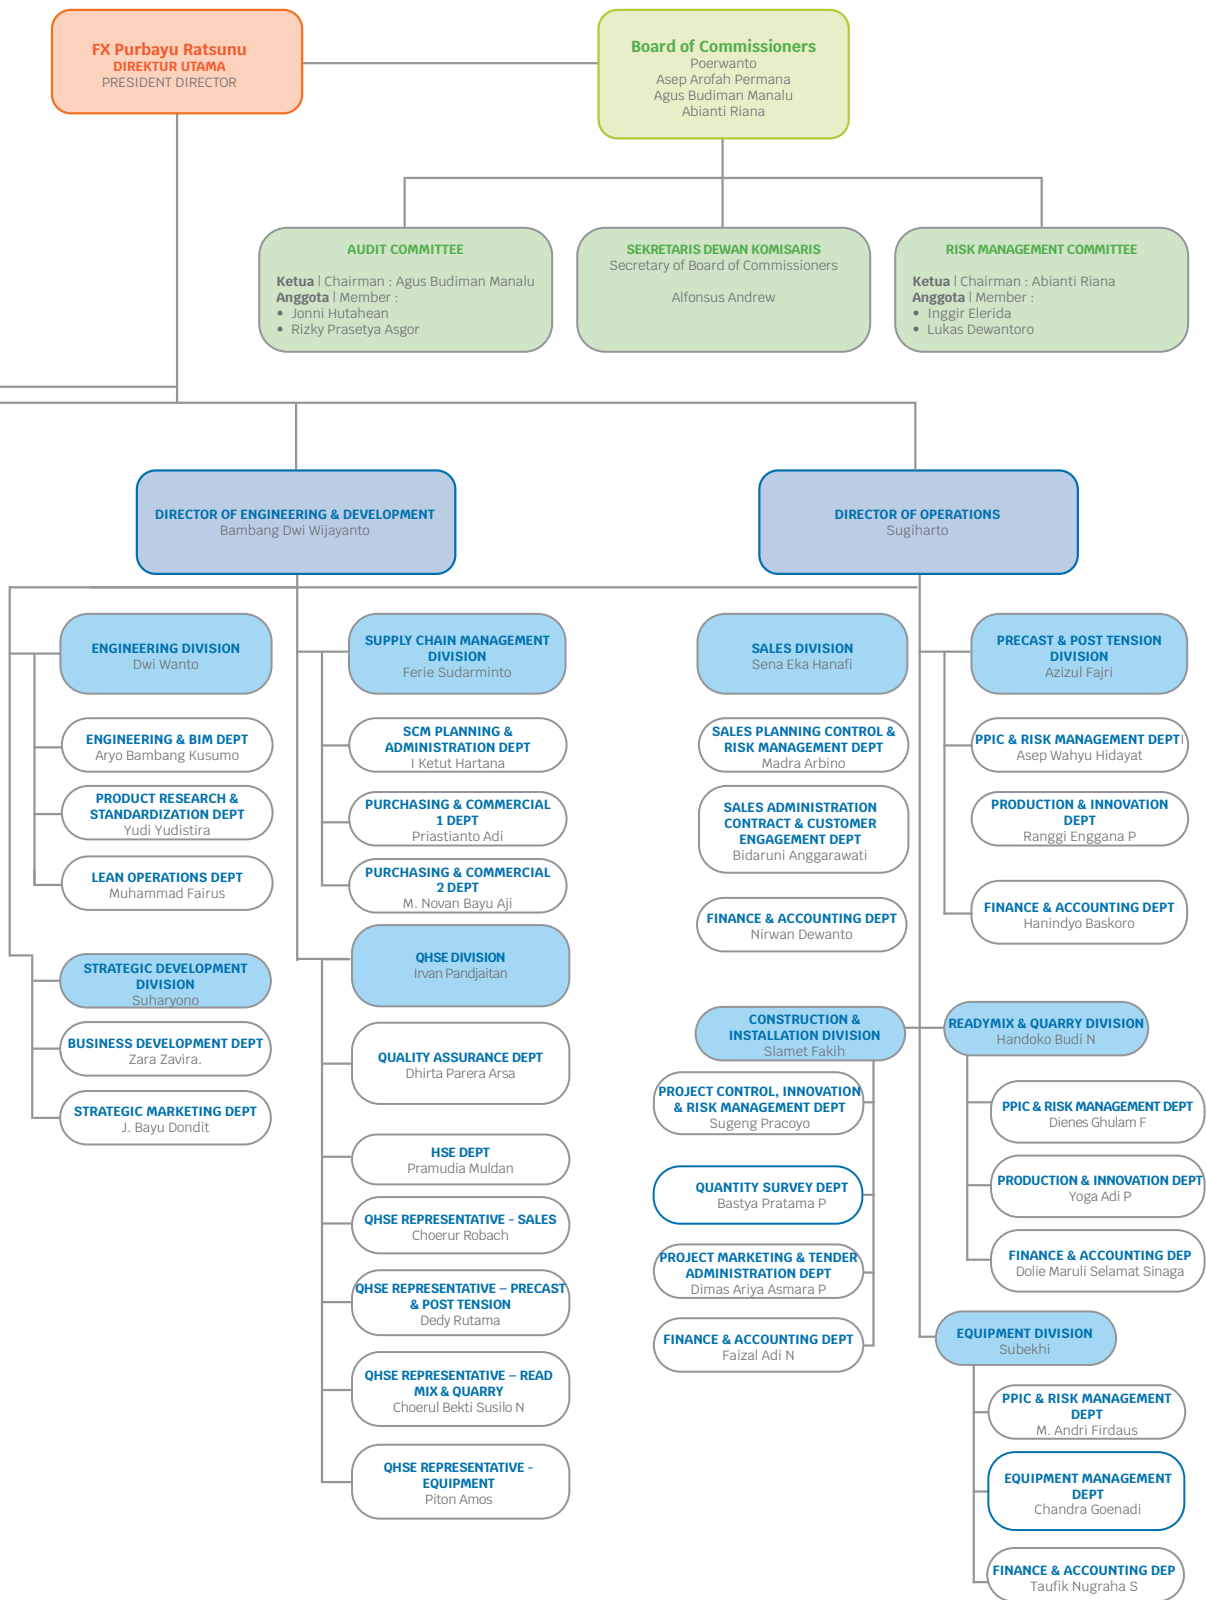 FX Purbayu Ratsunu
DIREKTUR UTAMA
PRESIDENT DIRECTOR
Board of Commissioners
Poerwanto
Asep Arofah Permana
Agus Budiman Manalu
Abianti Riana
AUDIT COMMITTEE
Ketua | Chairman : Agus Budiman Manalu
Anggota | Member :
• Jonni Hutahean
• Rizky Prasetya Asgor
SEKRETARIS DEWAN KOMISARIS
Secretary of Board of Commissioners
Alfonsus Andrew
RISK MANAGEMENT COMMITTEE
Ketua | Chairman : Abianti Riana
Anggota | Member :
• Inggir Elerida
• Lukas Dewantoro
DIRECTOR OF ENGINEERING & DEVELOPMENT
Bambang Dwi Wijayanto
DIRECTOR OF OPERATIONS
Sugiharto
ENGINEERING DIVISION
Dwi Wanto
ENGINEERING & BIM DEPT
Aryo Bambang Kusumo
PRODUCT RESEARCH &
STANDARDIZATION DEPT
Yudi Yudistira
LEAN OPERATIONS DEPT
Muhammad Fairus
STRATEGIC DEVELOPMENT
DIVISION
Suharyono
BUSINESS DEVELOPMENT DEPT
Zara Zavira.
STRATEGIC MARKETING DEPT
J. Bayu Dondit
SUPPLY CHAIN MANAGEMENT
DIVISION
Ferie Sudarminto
SCM PLANNING &
ADMINISTRATION DEPT
I Ketut Hartana
PURCHASING & COMMERCIAL
1 DEPT
Priastianto Adi
PURCHASING & COMMERCIAL
2 DEPT
M. Novan Bayu Aji
QHSE DIVISION
Irvan Pandjaitan
QUALITY ASSURANCE DEPT
Dhirta Parera Arsa
HSE DEPT
Pramudia Muldan
QHSE REPRESENTATIVE - SALES
Choerur Robach
QHSE REPRESENTATIVE – PRECAST
& POST TENSION
Dedy Rutama
QHSE REPRESENTATIVE – READ
MIX & QUARRY
Choerul Bekti Susilo N
QHSE REPRESENTATIVE -
EQUIPMENT
Piton Amos
SALES DIVISION
Sena Eka Hanafi
SALES PLANNING CONTROL &
RISK MANAGEMENT DEPT
Madra Arbino
SALES ADMINISTRATION
CONTRACT & CUSTOMER
ENGAGEMENT DEPT
Bidaruni Anggarawati
FINANCE & ACCOUNTING DEPT
Nirwan Dewanto
CONSTRUCTION &
INSTALLATION DIVISION
Slamet Fakih
PROJECT CONTROL, INNOVATION
& RISK MANAGEMENT DEPT
Sugeng Pracoyo
QUANTITY SURVEY DEPT
Bastya Pratama P
PROJECT MARKETING & TENDER
ADMINISTRATION DEPT
Dimas Ariya Asmara P
FINANCE & ACCOUNTING DEPT
Faizal Adi N
PRECAST & POST TENSION
DIVISION
Azizul Fajri
PPIC & RISK MANAGEMENT DEPT|
Asep Wahyu Hidayat
PRODUCTION & INNOVATION
DEPT
Ranggi Enggana P
FINANCE & ACCOUNTING DEPT
Hanindyo Baskoro
READYMIX & QUARRY DIVISION
Handoko Budi N
PPIC & RISK MANAGEMENT DEPT
Dienes Ghulam F
PRODUCTION & INNOVATION DEPT
Yoga Adi P
FINANCE & ACCOUNTING DEP
Dolie Maruli Selamat Sinaga
EQUIPMENT DIVISION
Subekhi
PPIC & RISK MANAGEMENT
DEPT
M. Andri Firdaus
EQUIPMENT MANAGEMENT
DEPT
Chandra Goenadi
FINANCE & ACCOUNTING DEP
Taufik Nugraha S